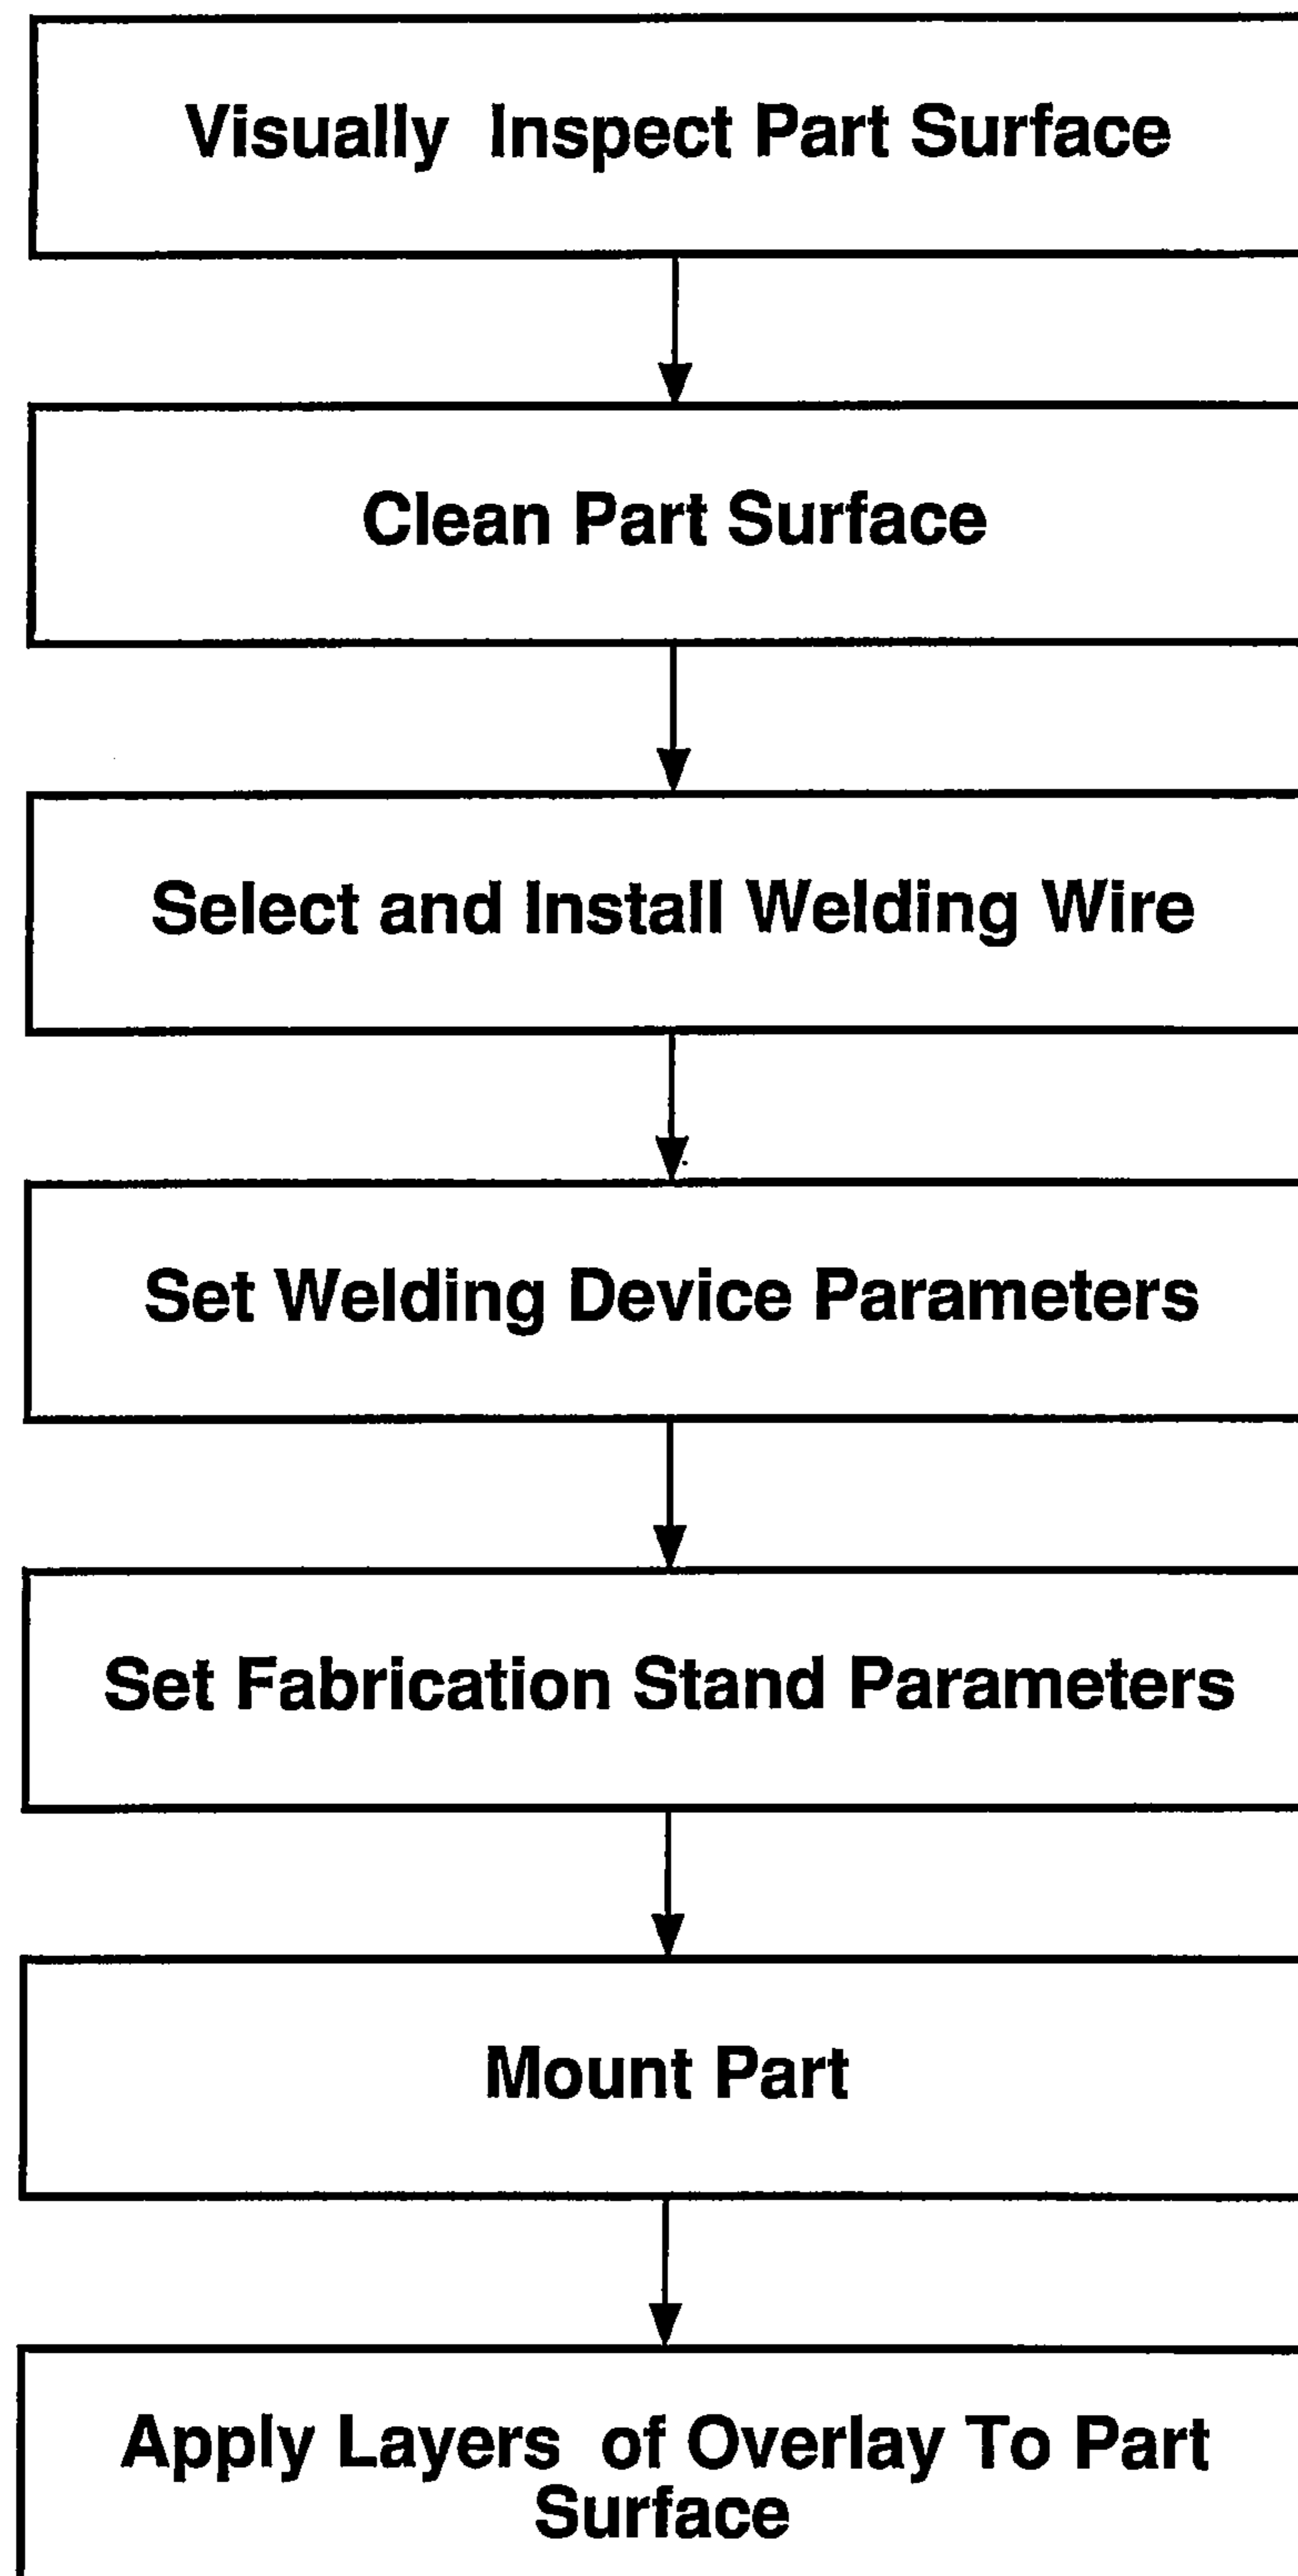 Visually Inspect Part Surface
Clean Part Surface
Select and Install Welding Wire
Set Welding Device Parameters
Set Fabrication Stand Parameters
Mount Part
Apply Layers of Overlay To Part
Surface